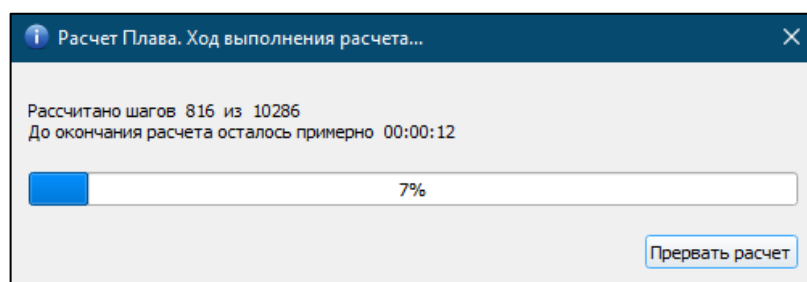 Расчет Плава. Ход выполнения расчета...
Рассчитано шагов 816 из 10286
До окончания расчета осталось примерно 00:00:12
7%
Прервать расчет